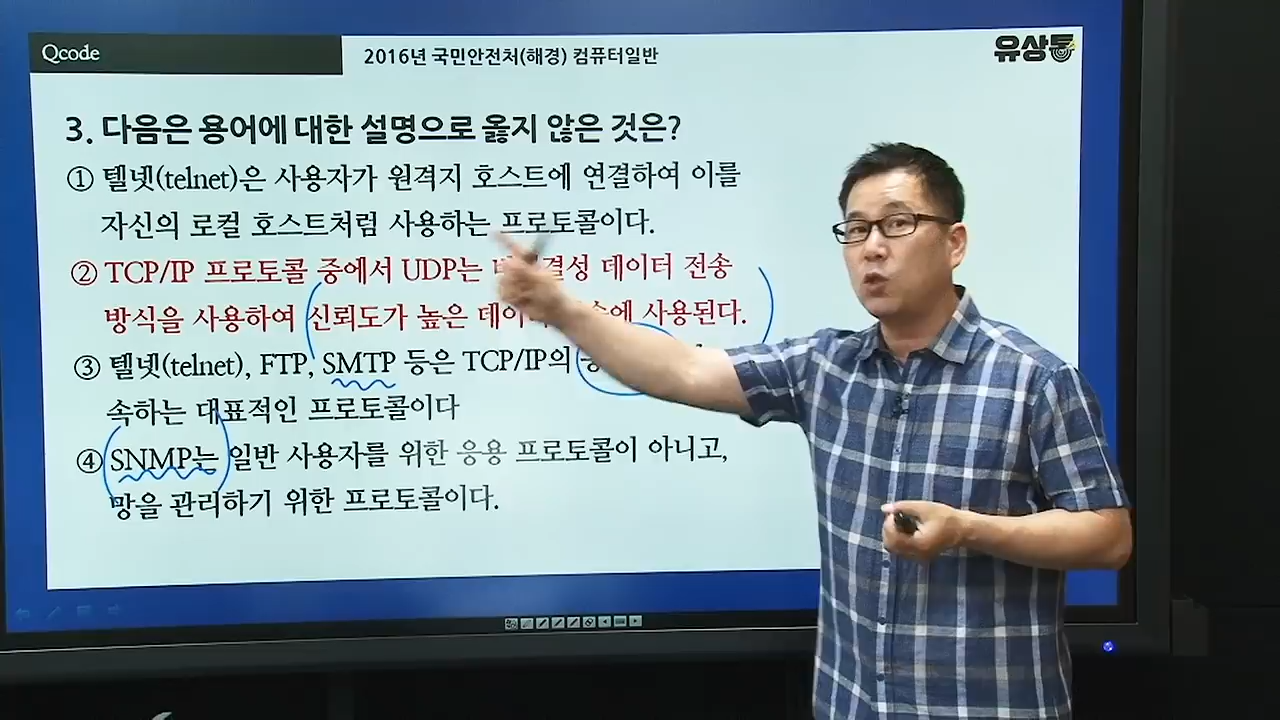 Qcode
2016년 국민안전처(해경) 컴퓨터일반
유상통
3. 다음은 용어에 대한 설명으로 옳지 않은 것은?
① 텔넷(telnet)은 사용자가 원격지 호스트에 연결하여 이를
자신의 로컬 호스트처럼 사용하는 프로토콜이다.
② TCP/IP 프로토콜 중에서 UDP는 데이터 전송
방식을 사용하여 신뢰도가 높은 사용된다.
③ 텔넷(telnet), FTP, SMTP 등은 TCP/IP의
속하는 대표적인 프로토콜이다
④ SNMP는 일반 사용자를 위한 응용 프로토콜이 아니고,
망을 관리하기 위한 프로토콜이다.